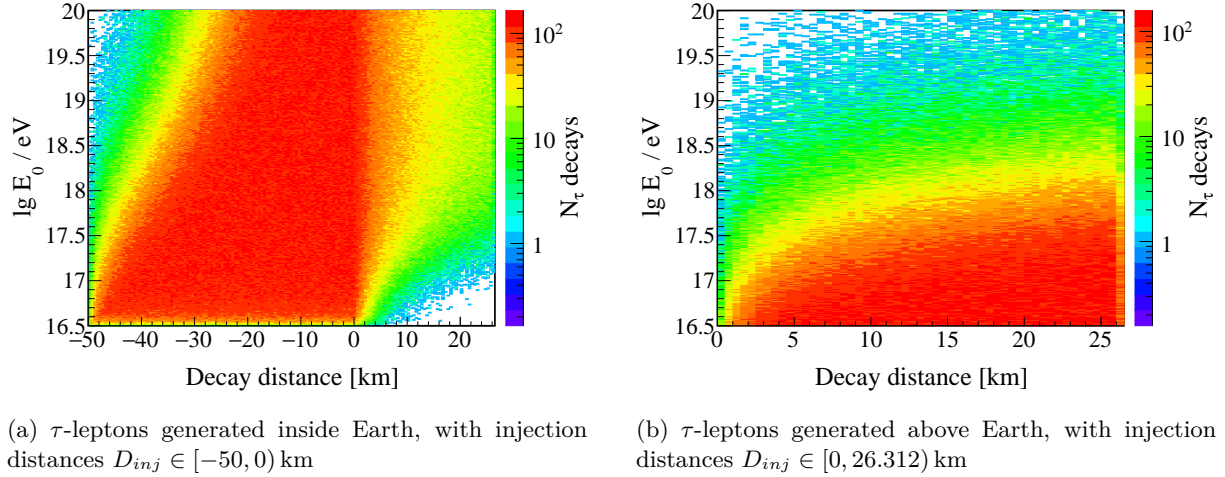 20
19.5
19
18.5
18
17.5
17
16.5
lg E₀ / eV
−50 −40 −30 −20 −10 0 10 20
Decay distance [km]
10²
10
1
N_τ decays
20
19.5
19
18.5
18
17.5
17
16.5
lg E₀ / eV
0 5 10 15 20 25
Decay distance [km]
10²
10
1
N_τ decays
(a) τ-leptons generated inside Earth, with injection
distances D_inj ∈ [−50, 0) km
(b) τ-leptons generated above Earth, with injection
distances D_inj ∈ [0, 26.312) km